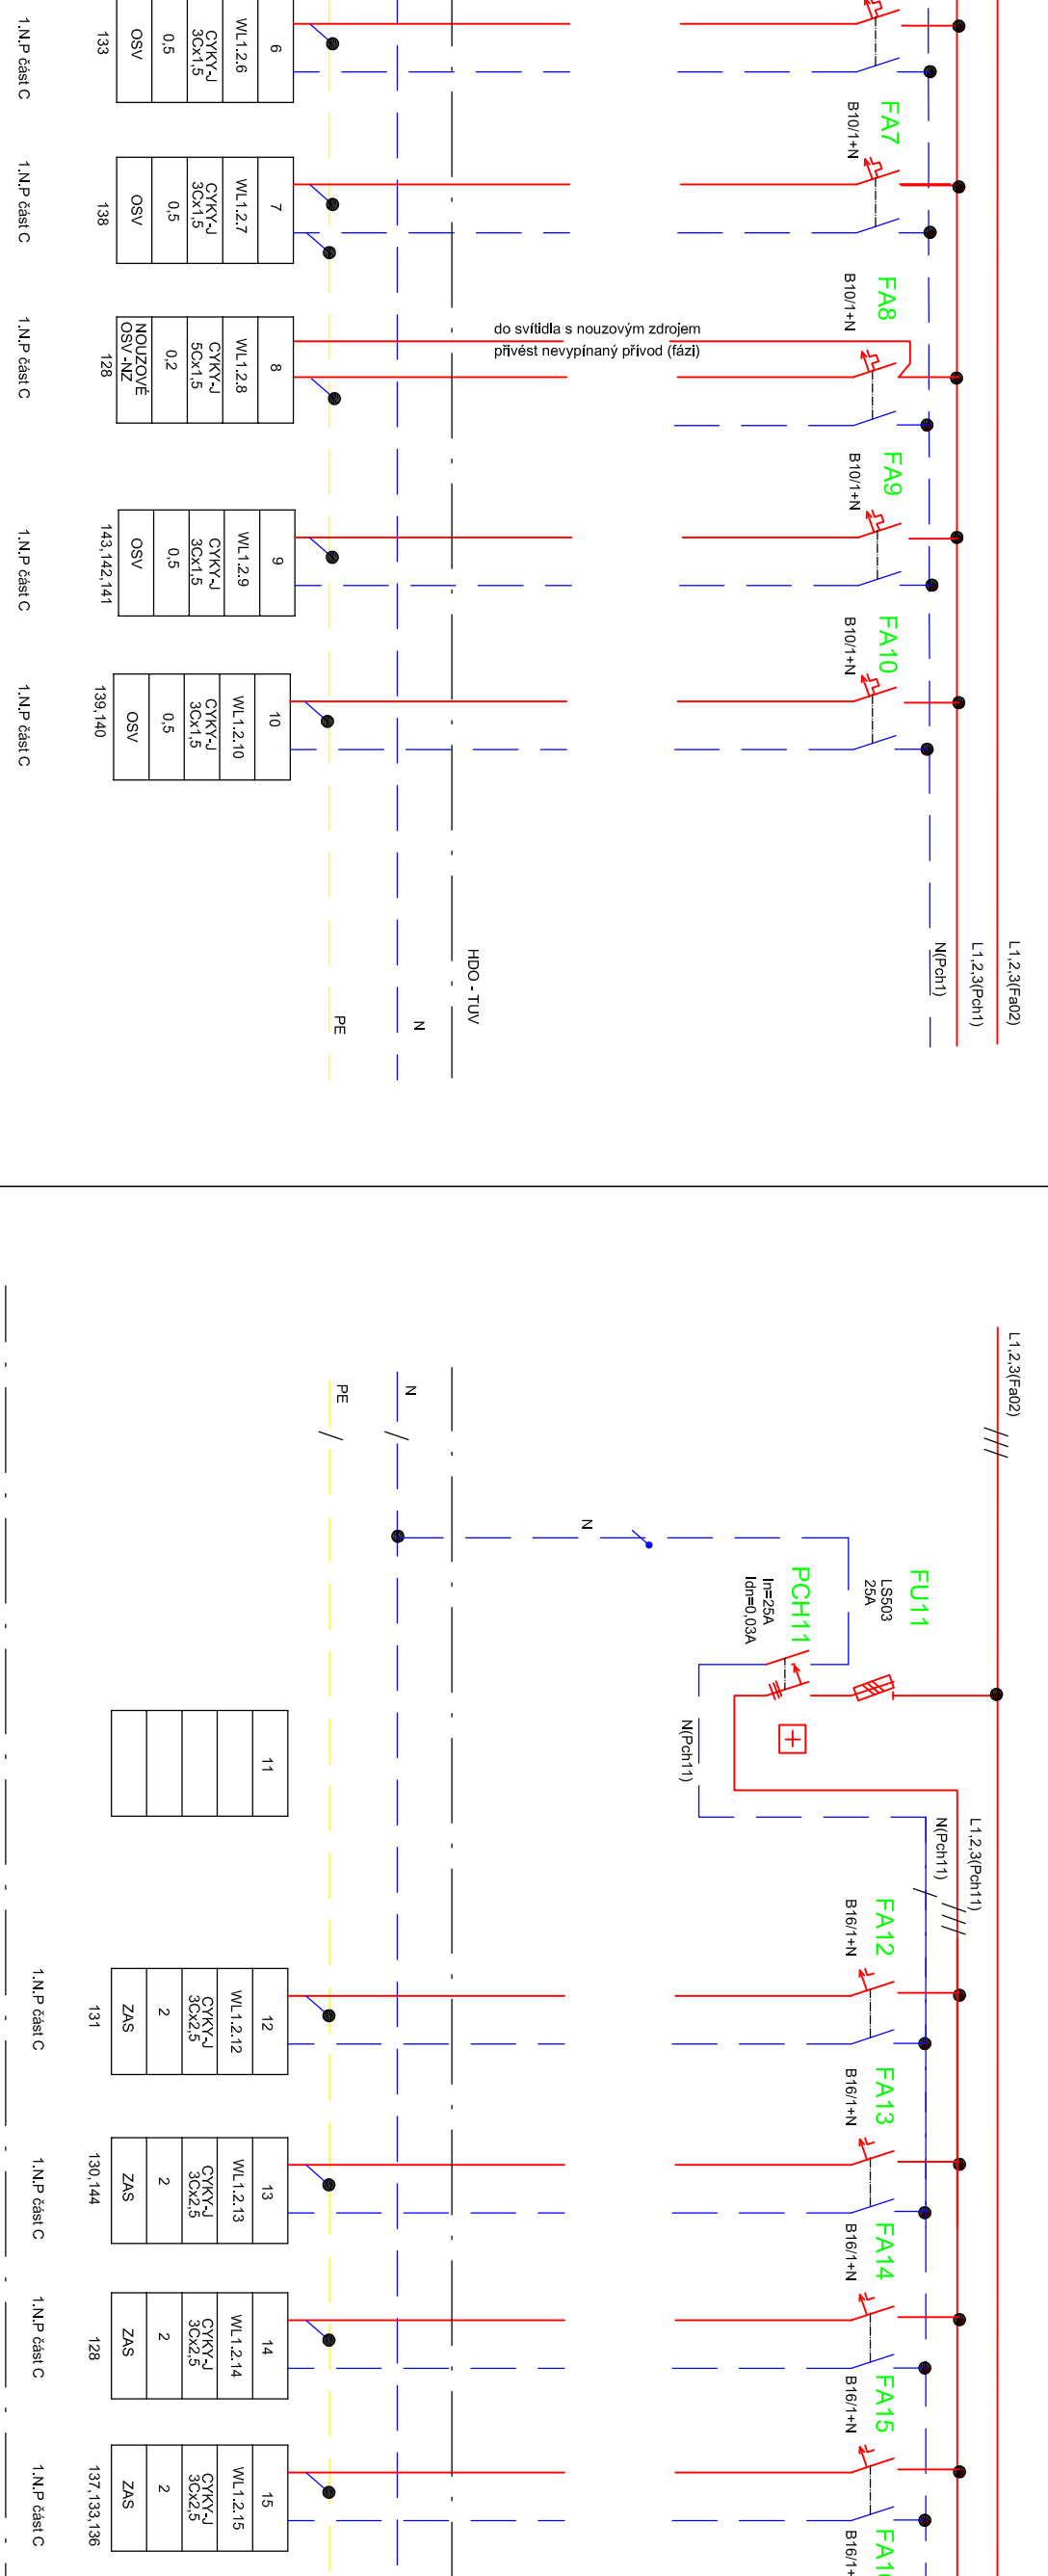 L1,2,3(Fa02)
L1,2,3(Pch1)
N(Pch1)
FA7
B10/1+N
FA8
B10/1+N
FA9
B10/1+N
FA10
B10/1+N
do svítidla s nouzovým zdrojem
přivést nevypínaný přívod (fázi)
HDO - TUV
N
PE
6
WL1.2.6
CYKY-J
3Cx1,5
0,5
OSV
133
1.N.P část C
7
WL1.2.7
CYKY-J
3Cx1,5
0,5
OSV
138
1.N.P část C
8
WL1.2.8
CYKY-J
5Cx1,5
0,2
NOUZOVÉ
OSV -NZ
128
1.N.P část C
9
WL1.2.9
CYKY-J
3Cx1,5
0,5
OSV
143,142,141
1.N.P část C
10
WL1.2.10
CYKY-J
3Cx1,5
0,5
OSV
139,140
1.N.P část C
L1,2,3(Fa02)
N
PE
N
FU11
LS503
25A
PCH11
In=25A
Idn=0,03A
N(Pch11)
L1,2,3(Pch11)
N(Pch11)
FA12
B16/1+N
FA13
B16/1+N
FA14
B16/1+N
FA15
B16/1+N
11
12
WL1.2.12
CYKY-J
3Cx2,5
2
ZAS
131
1.N.P část C
13
WL1.2.13
CYKY-J
3Cx2,5
2
ZAS
130,144
1.N.P část C
14
WL1.2.14
CYKY-J
3Cx2,5
2
ZAS
128
1.N.P část C
15
WL1.2.15
CYKY-J
3Cx2,5
2
ZAS
137,133,136
1.N.P část C